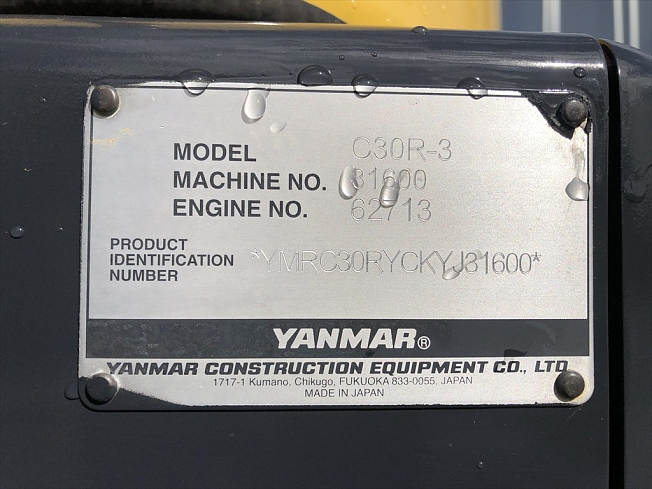 MODEL C30R-3
MACHINE NO. 31600
ENGINE NO. 62713
PRODUCT
IDENTIFICATION *YMRC30RYCKYJ31600*
NUMBER
YANMAR®
YANMAR CONSTRUCTION EQUIPMENT CO., LTD.
1717-1 Kumano, Chikugo, FUKUOKA 833-0055, JAPAN
MADE IN JAPAN